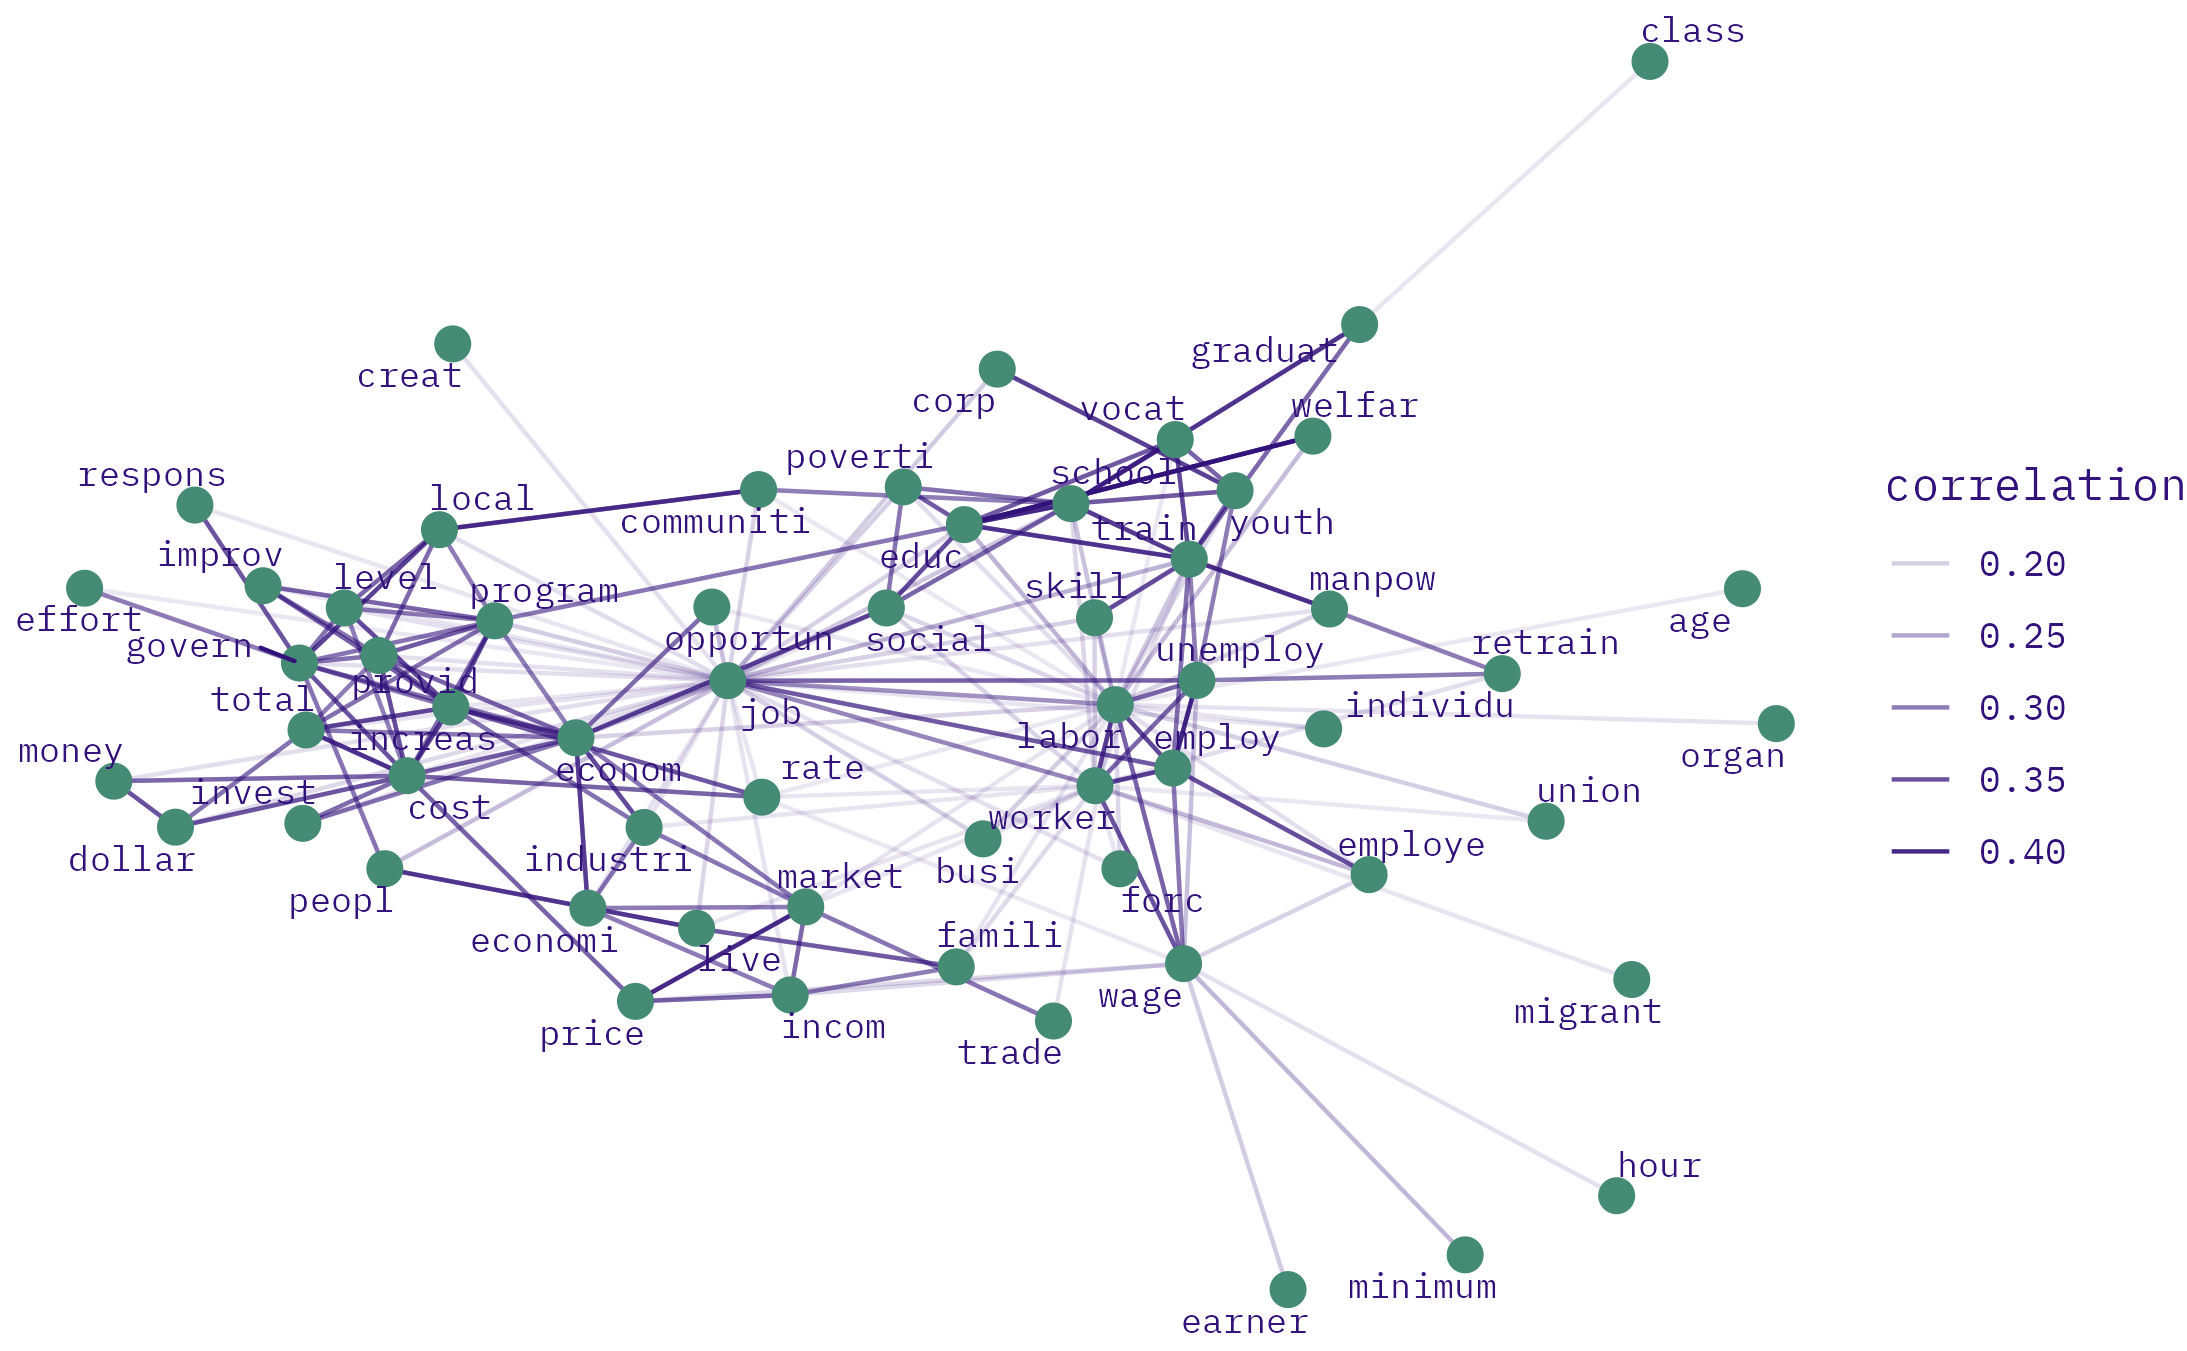 class
graduat
creat
corp
vocat
welfar
poverti
respons
school
correlation
local
communiti
train
youth
improv
educ
0.20
level
skill
manpow
program
effort
age
0.25
opportun
social
govern
retrain
unemploy
provid
total
individu
0.30
job
labor
employ
increas
money
organ
econom
rate
0.35
invest
union
cost
worker
employe
0.40
dollar
industri
market
busi
peopl
forc
economi
famili
live
wage
migrant
price
incom
trade
hour
minimum
earner